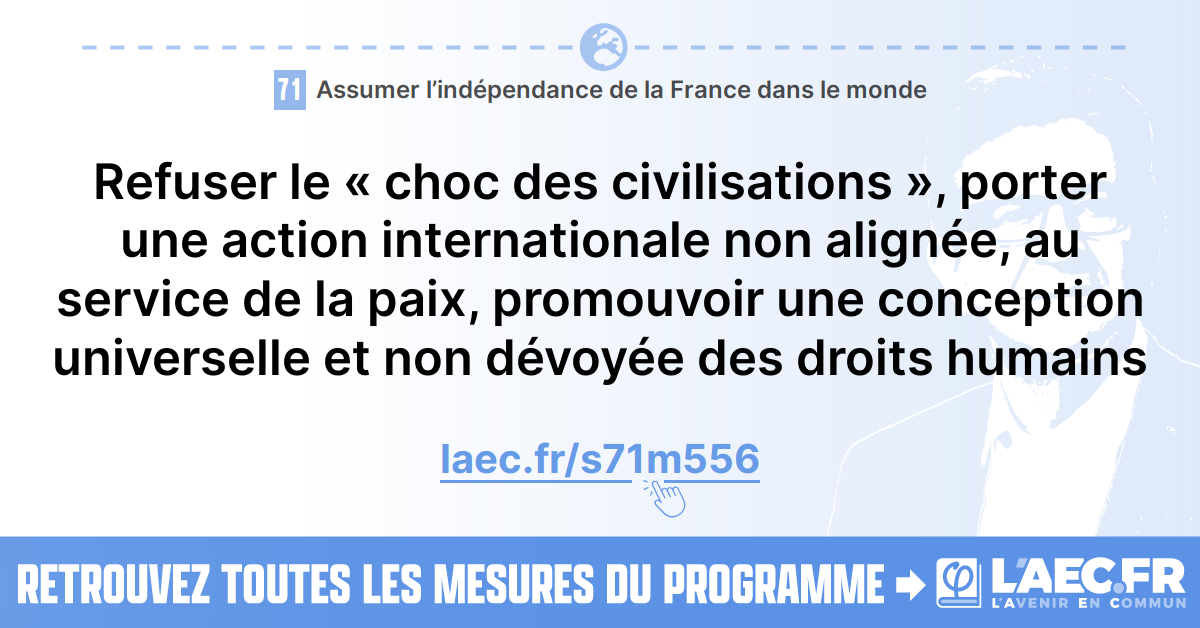 71 Assumer l’indépendance de la France dans le monde
Refuser le « choc des civilisations », porter
une action internationale non alignée, au
service de la paix, promouvoir une conception
universelle et non dévoyée des droits humains
laec.fr/s71m556
RETROUVEZ TOUTES LES MESURES DU PROGRAMME
φ L'AEC.FR
L'AVENIR EN COMMUN